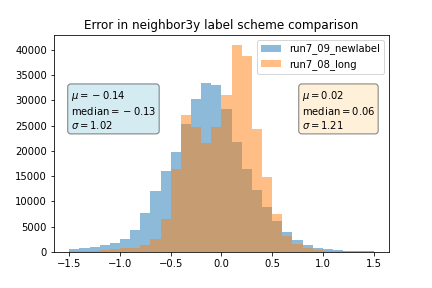 Error in neighbor3y label scheme comparison
run7_09_newlabel
run7_08_long
μ = −0.14
median = −0.13
σ = 1.02
μ = 0.02
median = 0.06
σ = 1.21
40000
35000
30000
25000
20000
15000
10000
5000
0
−1.5 −1.0 −0.5 0.0 0.5 1.0 1.5